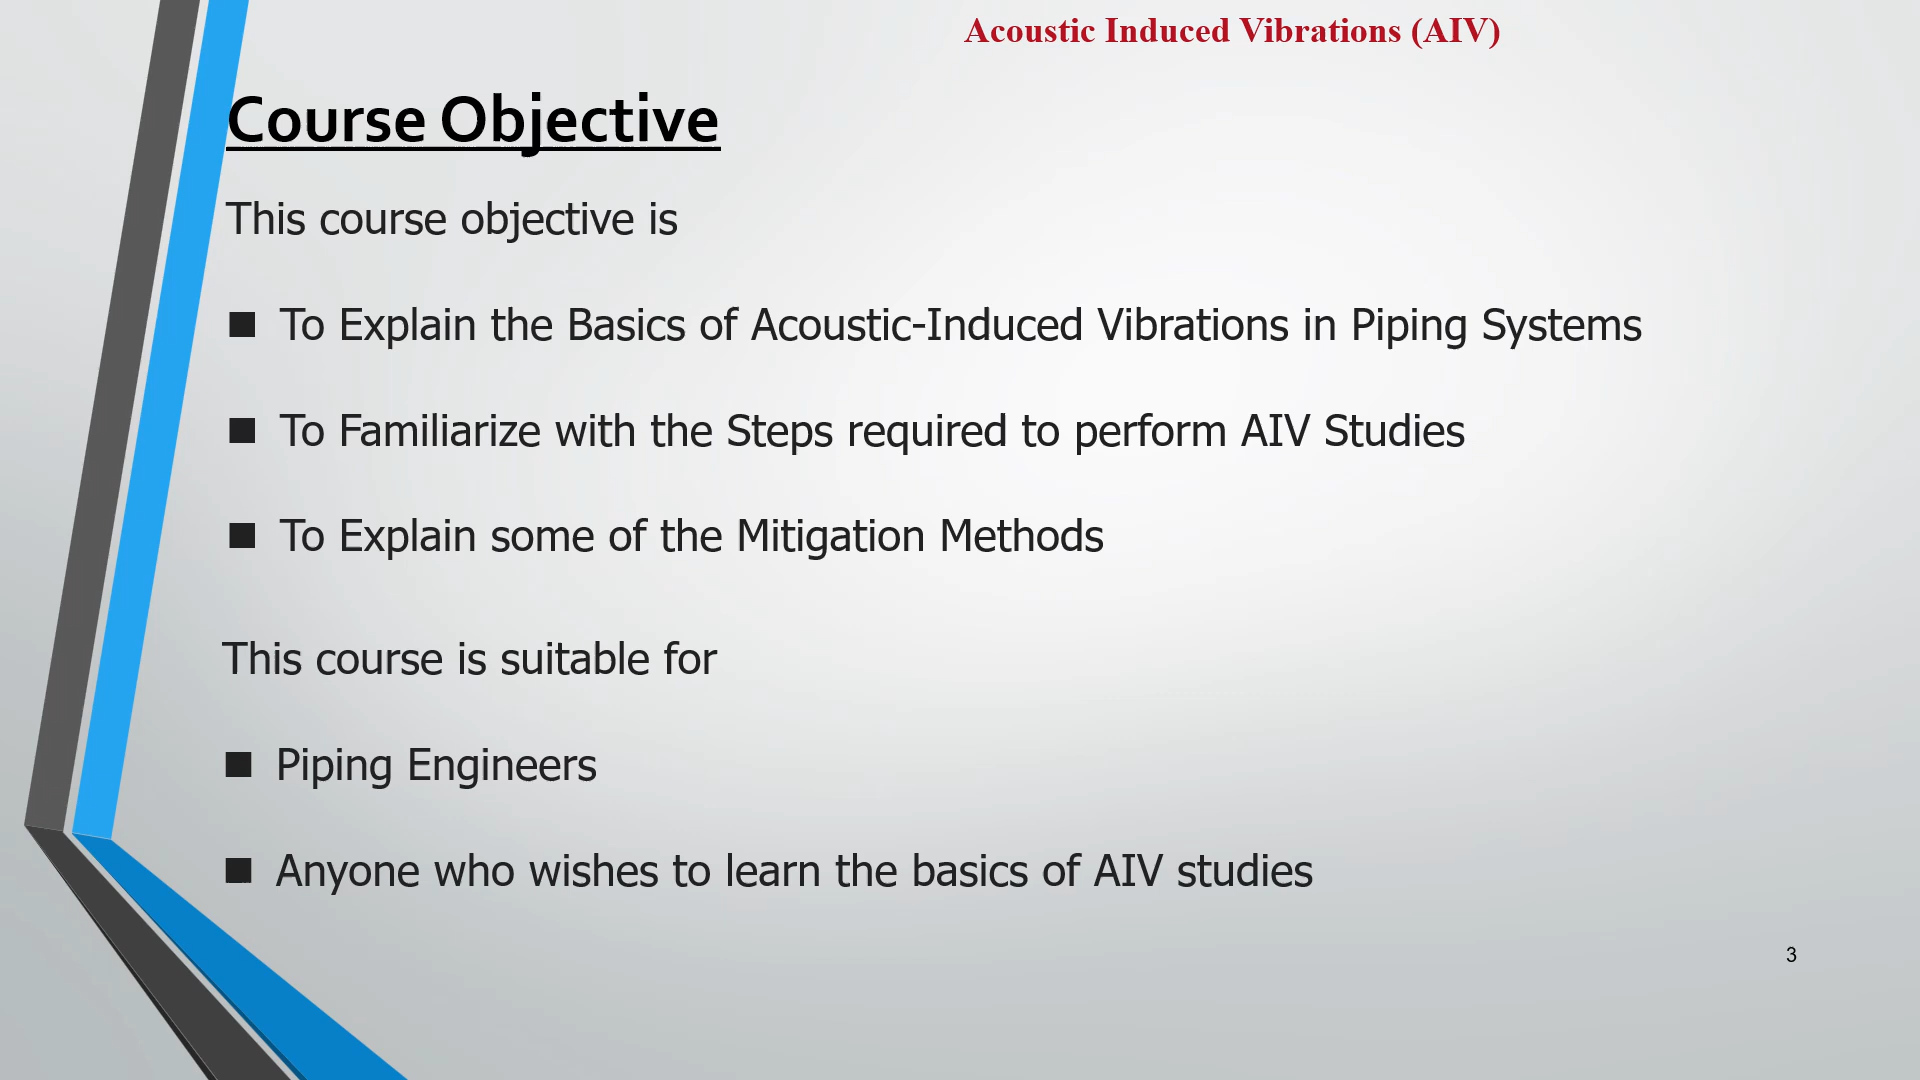 Acoustic Induced Vibrations (AIV)
Course Objective
This course objective is
■ To Explain the Basics of Acoustic-Induced Vibrations in Piping Systems
■ To Familiarize with the Steps required to perform AIV Studies
■ To Explain some of the Mitigation Methods
This course is suitable for
■ Piping Engineers
■ Anyone who wishes to learn the basics of AIV studies
3